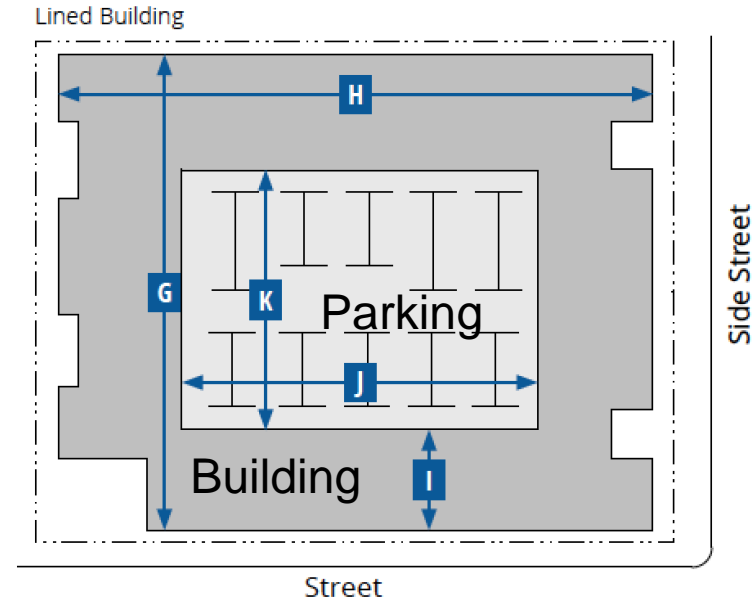 Lined Building
H
G
K
Parking
J
Building
I
Side Street
Street